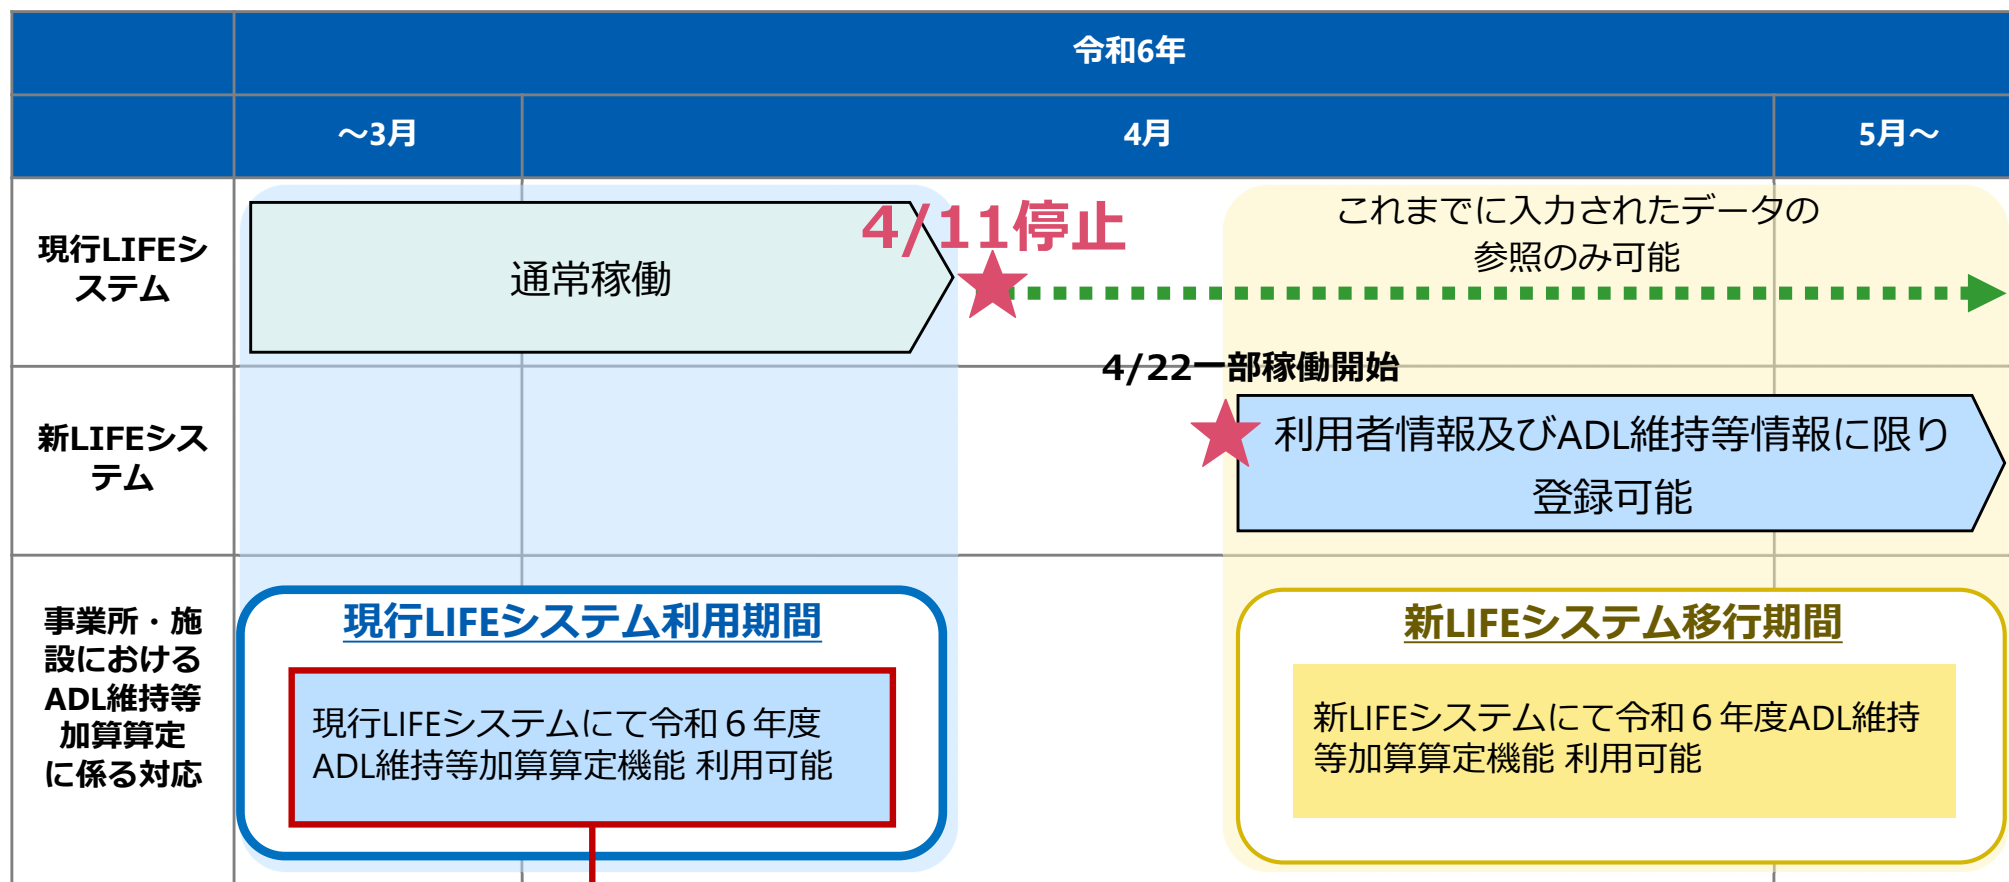 令和6年
～3月
4月
5月～
現行LIFEシ
ステム
通常稼働
4/11停止
これまでに入力されたデータの
参照のみ可能
新LIFEシス
テム
4/22一部稼働開始
利用者情報及びADL維持等情報に限り
登録可能
事業所・施
設における
ADL維持等
加算算定
に係る対応
現行LIFEシステム利用期間
現行LIFEシステムにて令和６年度
ADL維持等加算算定機能 利用可能
新LIFEシステム移行期間
新LIFEシステムにて令和６年度ADL維持
等加算算定機能 利用可能